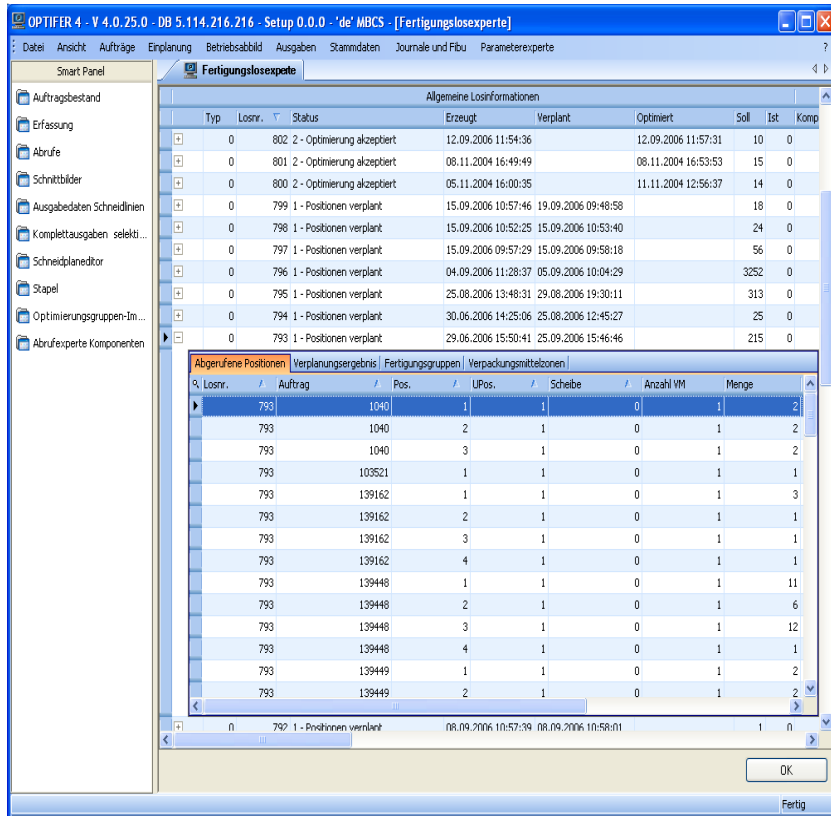 OPTIFER 4 - V 4.0.25.0 - DB 5.114.216.216 - Setup 0.0.0 - 'de' MBCS - [Fertigungslosexperte]
Datei Ansicht Aufträge Einplanung Betriebsabbild Ausgaben Stammdaten Journale und Fibu Parameterexperte ?
Smart Panel
Auftragsbestand
Erfassung
Abrufe
Schnittbilder
Ausgabedaten Schneidlinien
Komplettausgaben selekti...
Schneidplaneditor
Stapel
Optimierungsgruppen-Im...
Abrufexperte Komponenten
Fertigungslosexperte
Allgemeine Losinformationen
Typ Losnr. Status Erzeugt Verplant Optimiert Soll Ist Komp
0 802 2 - Optimierung akzeptiert 12.09.2006 11:54:36 12.09.2006 11:57:31 10 0
0 801 2 - Optimierung akzeptiert 08.11.2004 16:49:49 08.11.2004 16:53:53 15 0
0 800 2 - Optimierung akzeptiert 05.11.2004 16:00:35 11.11.2004 12:56:37 14 0
0 799 1 - Positionen verplant 15.09.2006 10:57:46 19.09.2006 09:48:58 18 0
0 798 1 - Positionen verplant 15.09.2006 10:52:25 15.09.2006 10:53:40 24 0
0 797 1 - Positionen verplant 15.09.2006 09:57:29 15.09.2006 09:58:18 56 0
0 796 1 - Positionen verplant 04.09.2006 11:28:37 05.09.2006 10:04:29 3252 0
0 795 1 - Positionen verplant 25.08.2006 13:48:31 29.08.2006 19:30:11 313 0
0 794 1 - Positionen verplant 30.06.2006 14:25:06 25.08.2006 12:45:27 25 0
0 793 1 - Positionen verplant 29.06.2006 15:50:41 25.09.2006 15:46:46 215 0
Abgerufene Positionen Verplanungsergebnis Fertigungsgruppen Verpackungsmittelzonen
Losnr. Auftrag Pos. UPos. Scheibe Anzahl VM Menge
793 1040 1 1 0 1 2
793 1040 2 1 0 1 2
793 1040 3 1 0 1 2
793 103521 1 1 0 1 1
793 139162 1 1 0 1 3
793 139162 2 1 0 1 1
793 139162 3 1 0 1 1
793 139162 4 1 0 1 1
793 139448 1 1 0 1 11
793 139448 2 1 0 1 6
793 139448 3 1 0 1 12
793 139448 4 1 0 1 1
793 139449 1 1 0 1 2
793 139449 2 1 0 1 2
0 792 1 - Positionen verplant 08.09.2006 10:57:39 08.09.2006 10:58:01 1 0
OK
Fertig